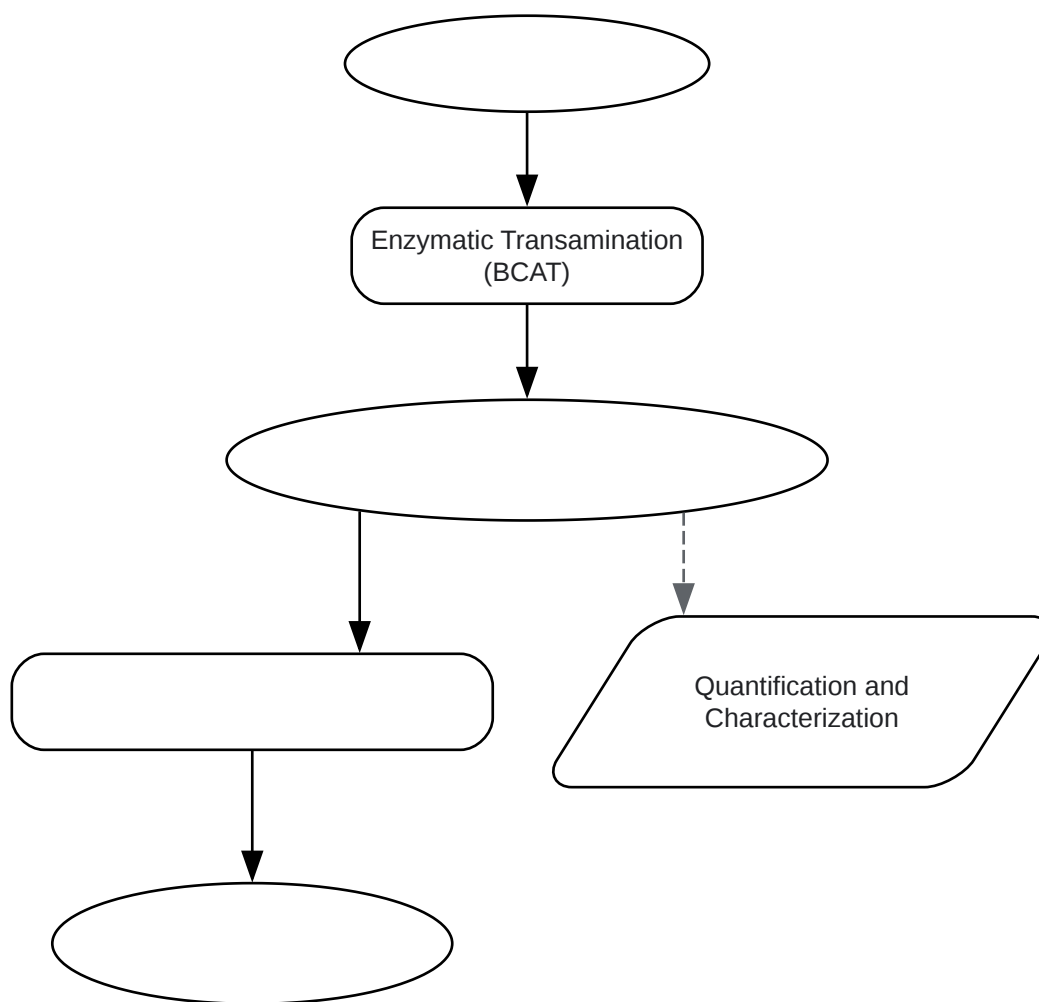 Enzymatic Transamination
(BCAT)
Quantification and
Characterization